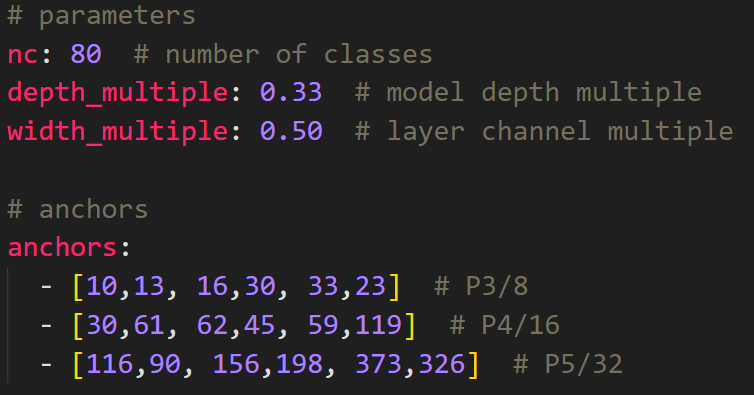 # parameters
nc: 80  # number of classes
depth_multiple: 0.33  # model depth multiple
width_multiple: 0.50  # layer channel multiple
# anchors
anchors:
  - [10,13, 16,30, 33,23]  # P3/8
  - [30,61, 62,45, 59,119]  # P4/16
  - [116,90, 156,198, 373,326]  # P5/32